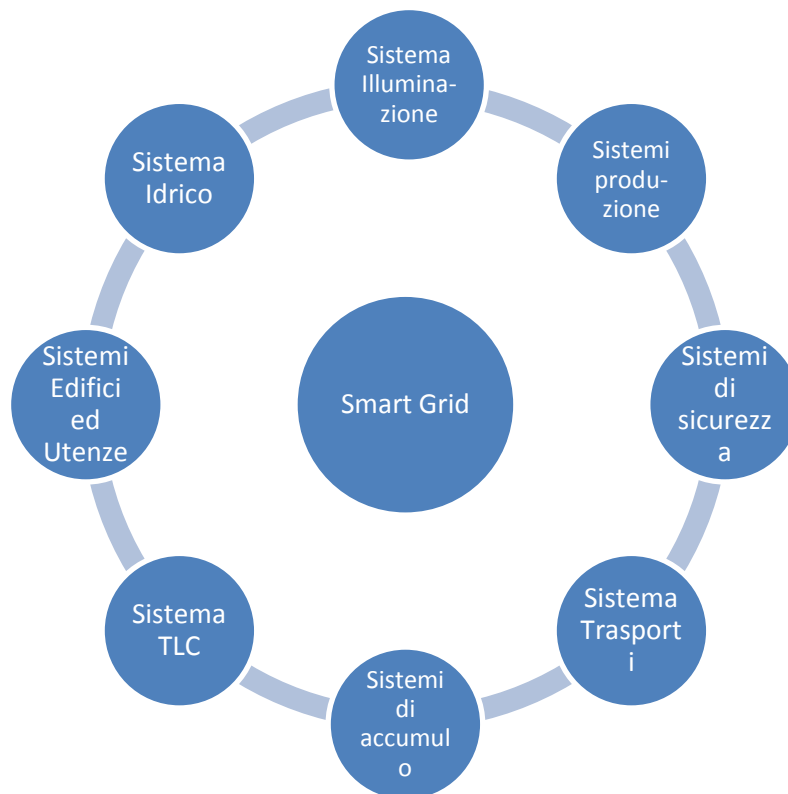 Sistema
Illumina-
zione
Sistemi
produ-
zione
Sistemi
di
sicurezz
a
Sistema
Trasport
i
Sistemi
di
accumul
o
Sistema
TLC
Sistemi
Edifici
ed
Utenze
Sistema
Idrico
Smart Grid